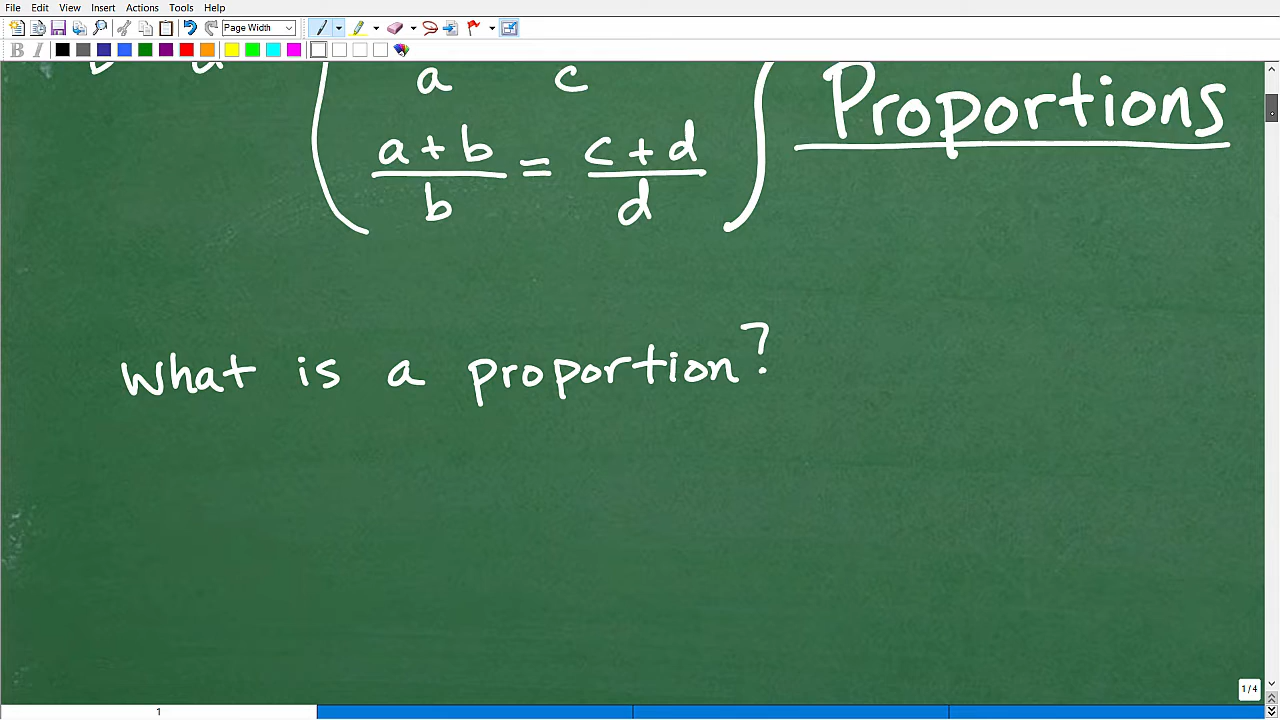 File Edit View Insert Actions Tools Help
Page Width
B I
a c Proportions
a + b = c + d
b d
What is a proportion?
1/4
1